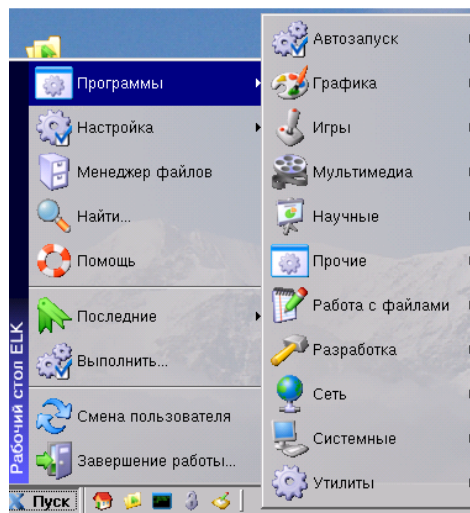 Программы
Настройка
Менеджер файлов
Найти...
Помощь
Последние
Выполнить...
Смена пользователя
Завершение работы...
Рабочий стол ELK
Пуск
Автозапуск
Графика
Игры
Мультимедиа
Научные
Прочие
Работа с файлами
Разработка
Сеть
Системные
Утилиты